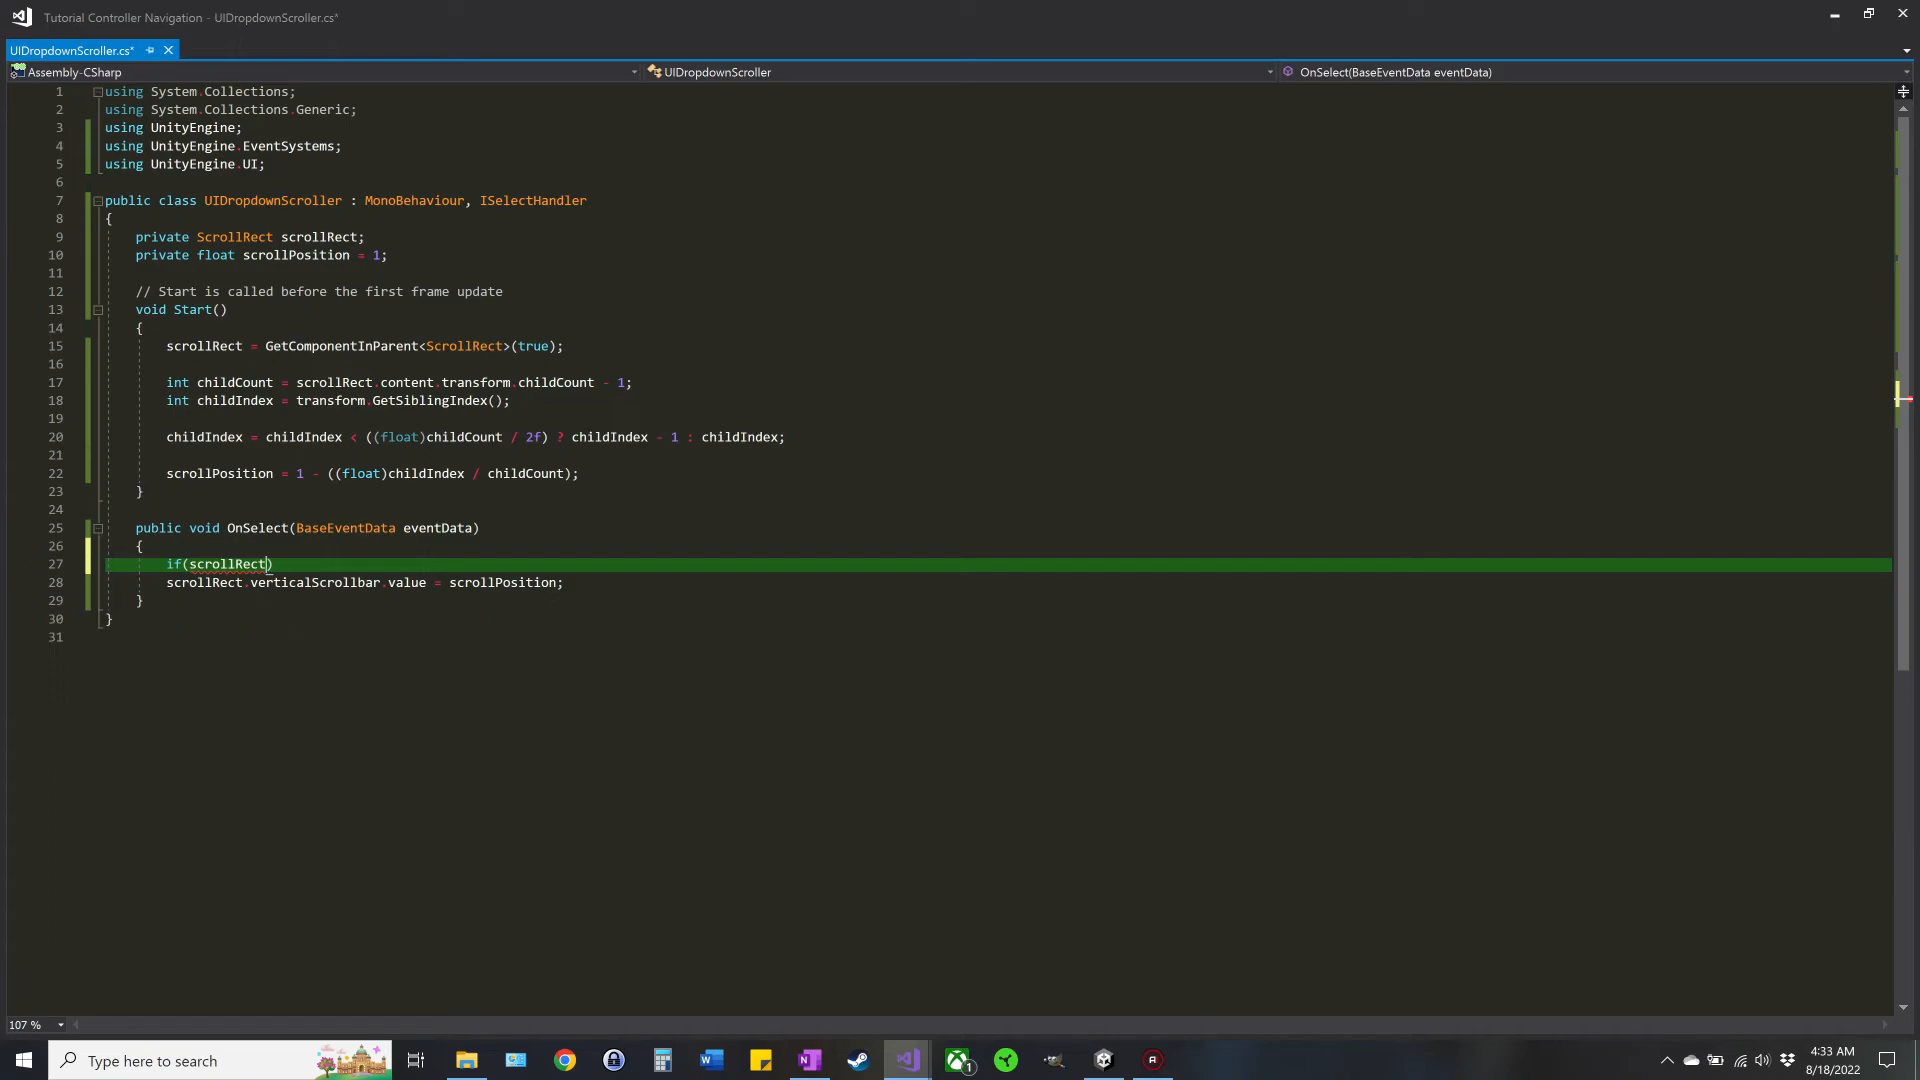 Tutorial Controller Navigation - UIDropdownScroller.cs*
UIDropdownScroller.cs*
Assembly-CSharp
UIDropdownScroller
OnSelect(BaseEventData eventData)
1 using System.Collections;
2 using System.Collections.Generic;
3 using UnityEngine;
4 using UnityEngine.EventSystems;
5 using UnityEngine.UI;
6
7 public class UIDropdownScroller : MonoBehaviour, ISelectHandler
8 {
9 private ScrollRect scrollRect;
10 private float scrollPosition = 1;
11
12 // Start is called before the first frame update
13 void Start()
14 {
15 scrollRect = GetComponentInParent<ScrollRect>(true);
16
17 int childCount = scrollRect.content.transform.childCount - 1;
18 int childIndex = transform.GetSiblingIndex();
19
20 childIndex = childIndex < ((float)childCount / 2f) ? childIndex - 1 : childIndex;
21
22 scrollPosition = 1 - ((float)childIndex / childCount);
23 }
24
25 public void OnSelect(BaseEventData eventData)
26 {
27 if(scrollRect)
28 scrollRect.verticalScrollbar.value = scrollPosition;
29 }
30 }
31
107 %
Type here to search
1
4:33 AM
8/18/2022